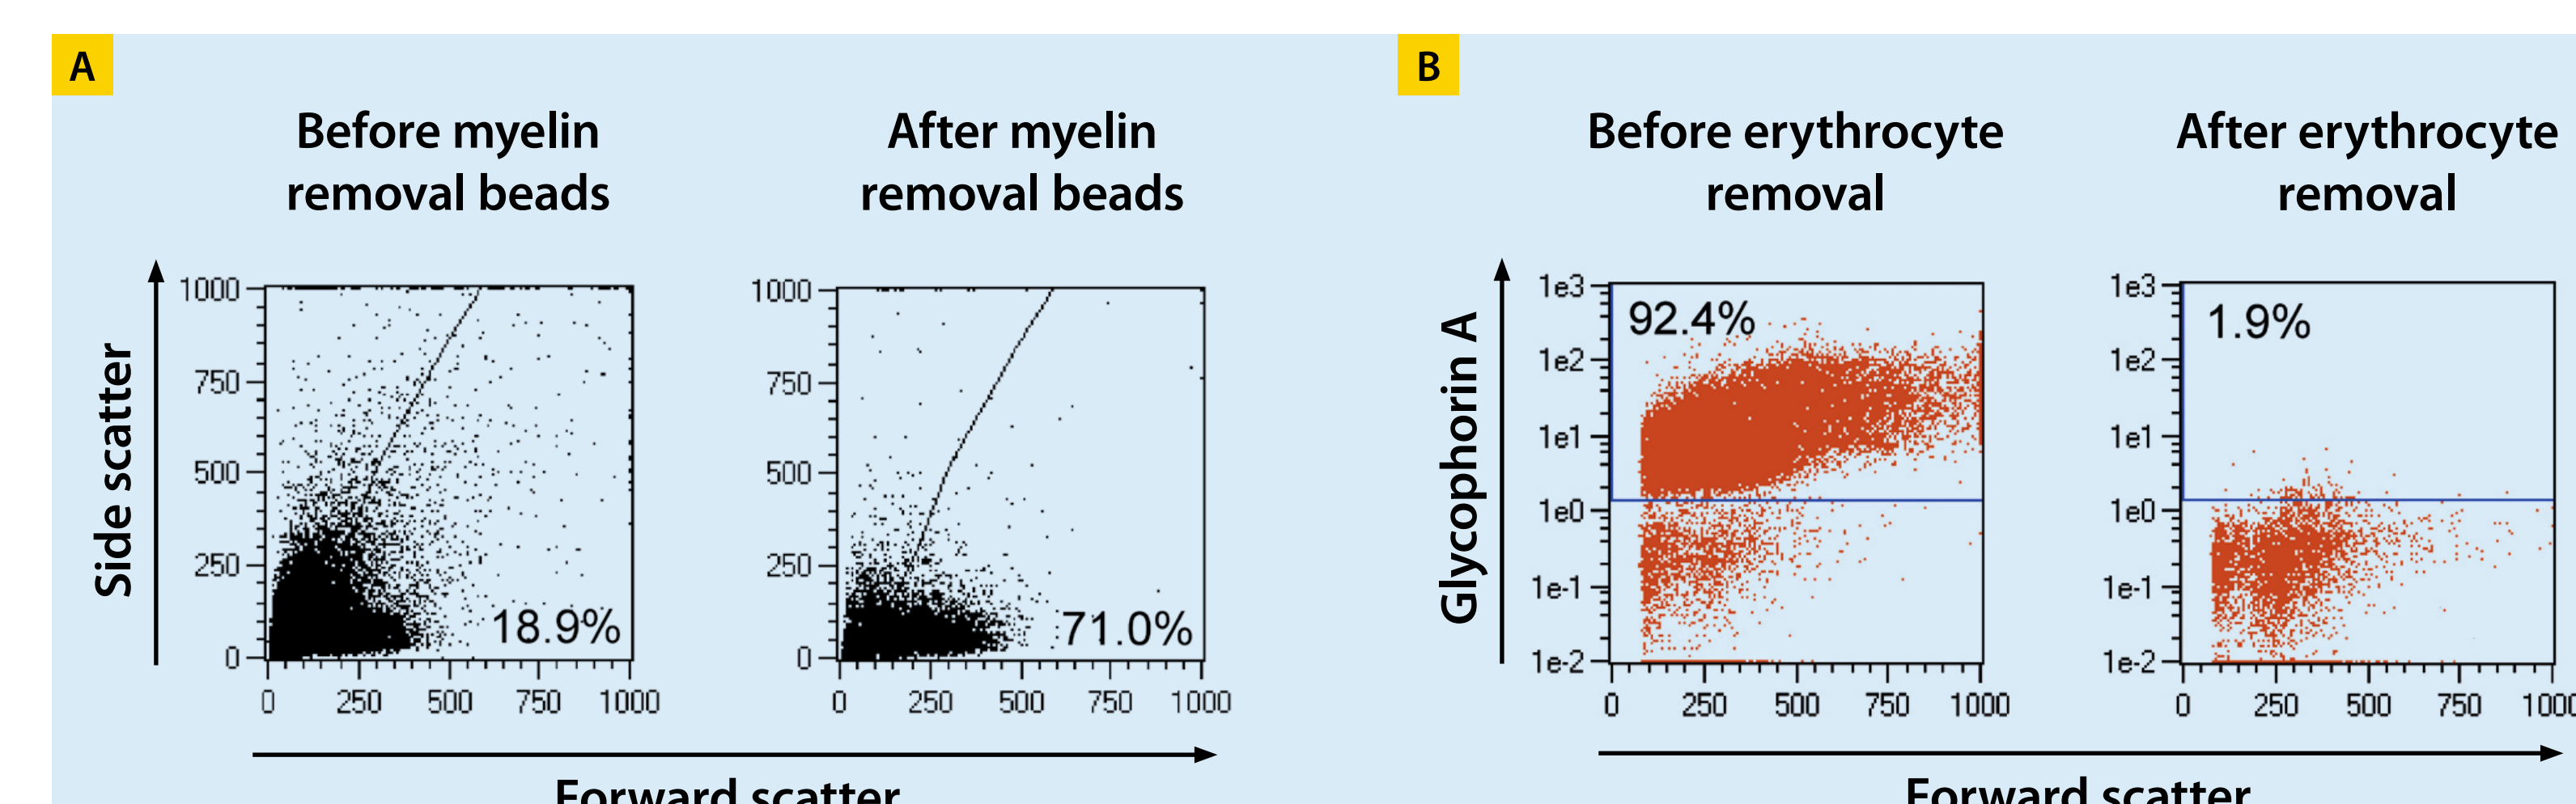 A
Before myelin
removal beads
After myelin
removal beads
Side scatter
1000
750
500
250
0
18.9%
0 250 500 750 1000
1000
750
500
250
0
71.0%
0 250 500 750 1000
Forward scatter
B
Before erythrocyte
removal
After erythrocyte
removal
Glycophorin A
1e3
1e2
1e1
1e0
1e-1
1e-2
92.4%
0 250 500 750 1000
1e3
1e2
1e1
1e0
1e-1
1e-2
1.9%
0 250 500 750 1000
Forward scatter